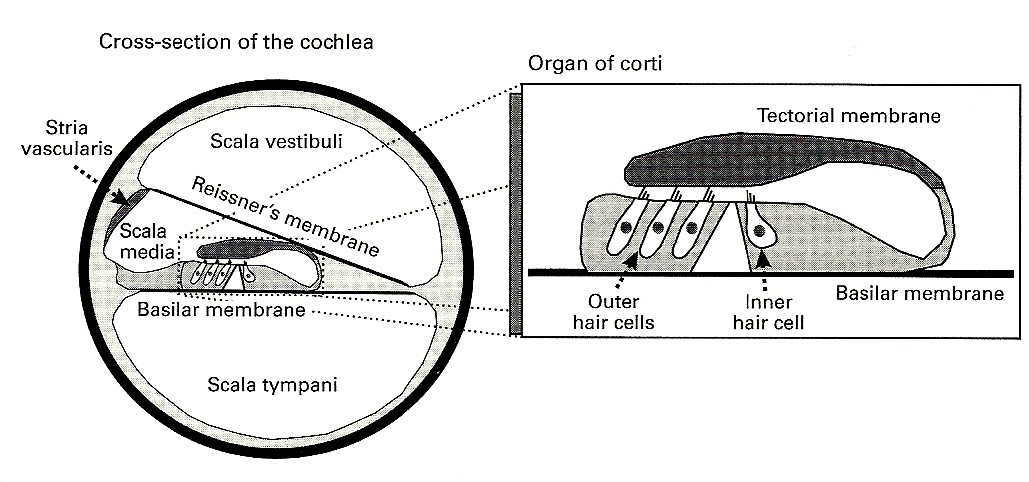 Cross-section of the cochlea
Stria
vascularis
Scala vestibuli
Reissner's membrane
Scala
media
Basilar membrane
Scala tympani
Organ of corti
Tectorial membrane
Outer
hair cells
Inner
hair cell
Basilar membrane